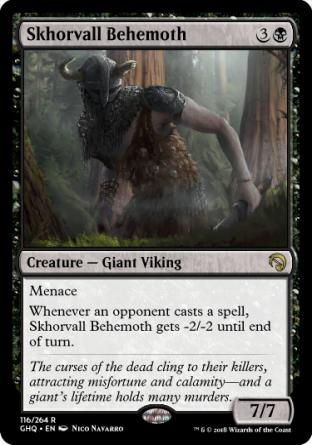 Skhorvall Behemoth 3
Creature — Giant Viking
Menace
Whenever an opponent casts a spell,
Skhorvall Behemoth gets -2/-2 until end
of turn.
The curses of the dead cling to their killers,
attracting misfortune and calamity—and a
giant's lifetime holds many murders.
7/7
116/264 R
GHQ • EN NICO NAVARRO
™ & © 2018 Wizards of the Coast